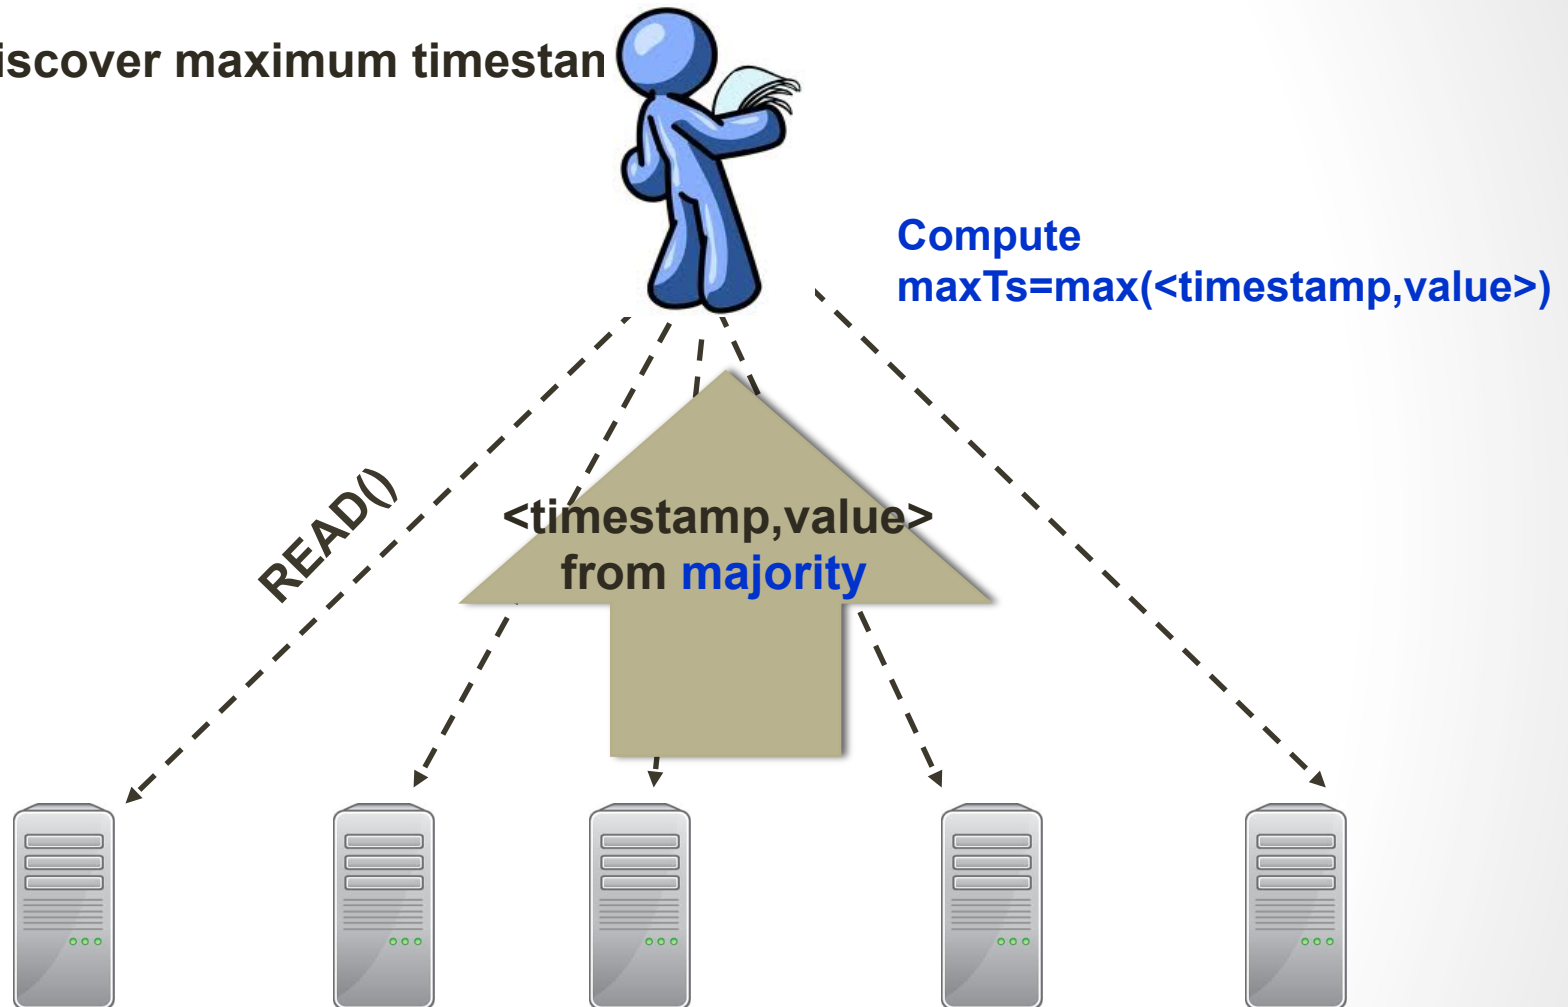 iscover maximum timestan
Compute
maxTs=max(<timestamp,value>)
READ()
<timestamp,value>
from majority